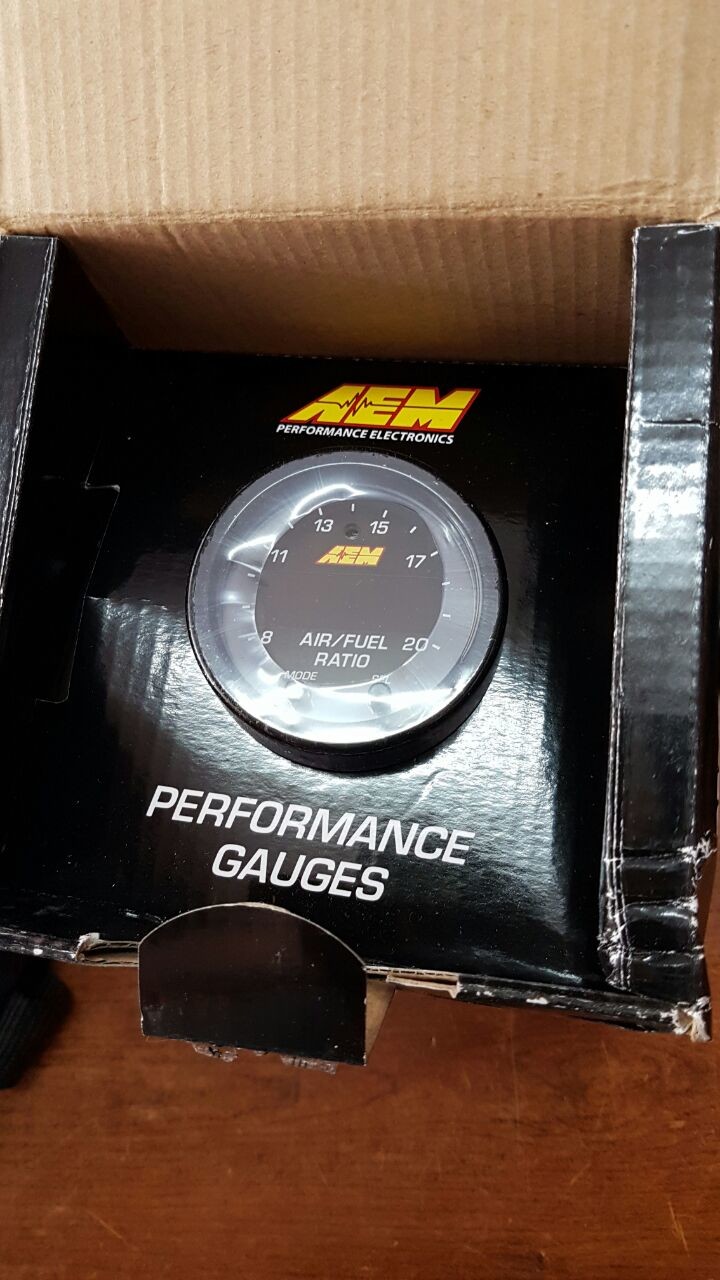 AEM
PERFORMANCE ELECTRONICS
13 15
11 AEM 17
8 AIR/FUEL 20
RATIO
MODE
PERFORMANCE
GAUGES